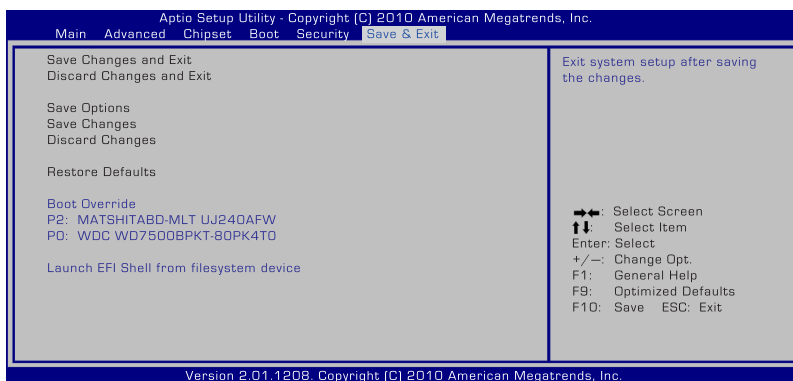 Aptio Setup Utility - Copyright (C) 2010 American Megatrends, Inc.
Main Advanced Chipset Boot Security Save & Exit
Save Changes and Exit
Discard Changes and Exit
Save Options
Save Changes
Discard Changes
Restore Defaults
Boot Override
P2: MATSHITABD-MLT UJ240AFW
P0: WDC WD7500BPKT-80PK4T0
Launch EFI Shell from filesystem device
Exit system setup after saving
the changes.
→←: Select Screen
↑↓: Select Item
Enter: Select
+/—: Change Opt.
F1: General Help
F9: Optimized Defaults
F10: Save ESC: Exit
Version 2.01.1208. Copyright (C) 2010 American Megatrends, Inc.